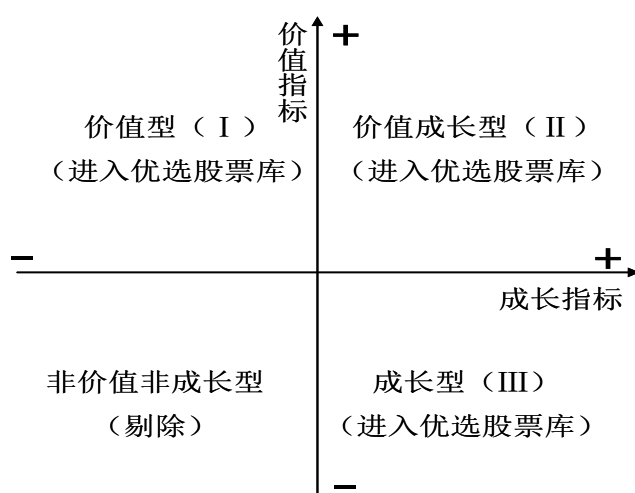 价值指标
+
价值型（Ⅰ）
（进入优选股票库）
价值成长型（Ⅱ）
（进入优选股票库）
−
+
成长指标
非价值非成长型
（剔除）
成长型（Ⅲ）
（进入优选股票库）
−